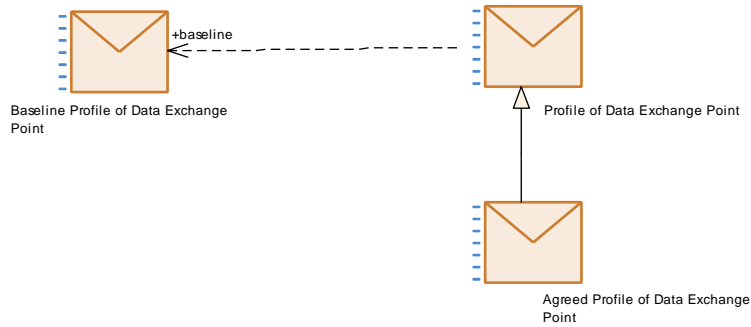 +baseline
Baseline Profile of Data Exchange
Point
Profile of Data Exchange Point
Agreed Profile of Data Exchange
Point